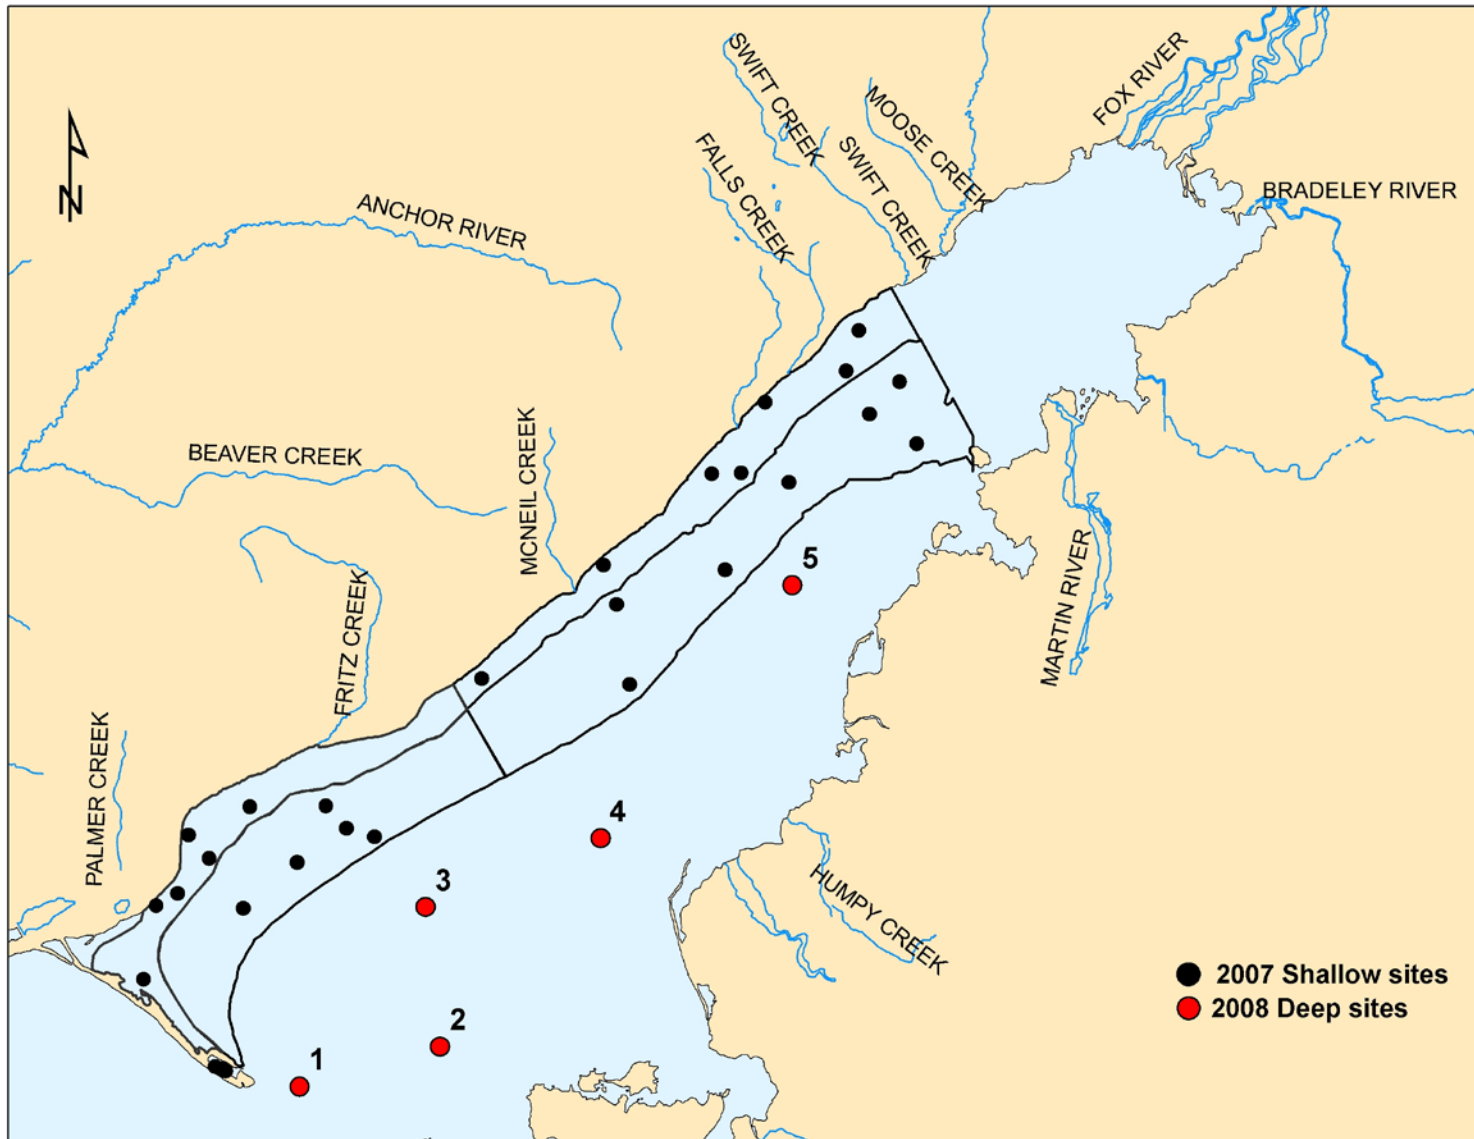 SWIFT CREEK
FOX RIVER
MOOSE CREEK
FALLS CREEK
SWIFT CREEK
BRADELEY RIVER
N
ANCHOR RIVER
BEAVER CREEK
MCNEIL CREEK
5
MARTIN RIVER
FRITZ CREEK
PALMER CREEK
4
3
HUMPY CREEK
2007 Shallow sites
2008 Deep sites
2
1